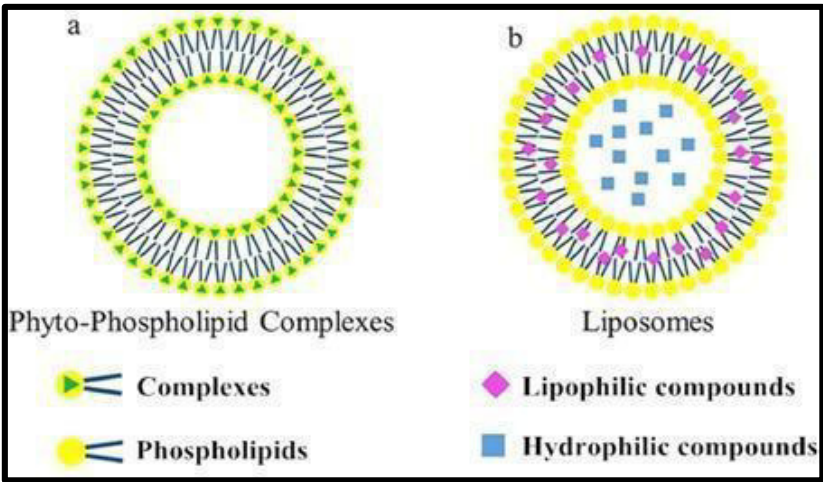 a
b
Phyto-Phospholipid Complexes
Liposomes
Complexes
Lipophilic compounds
Phospholipids
Hydrophilic compounds